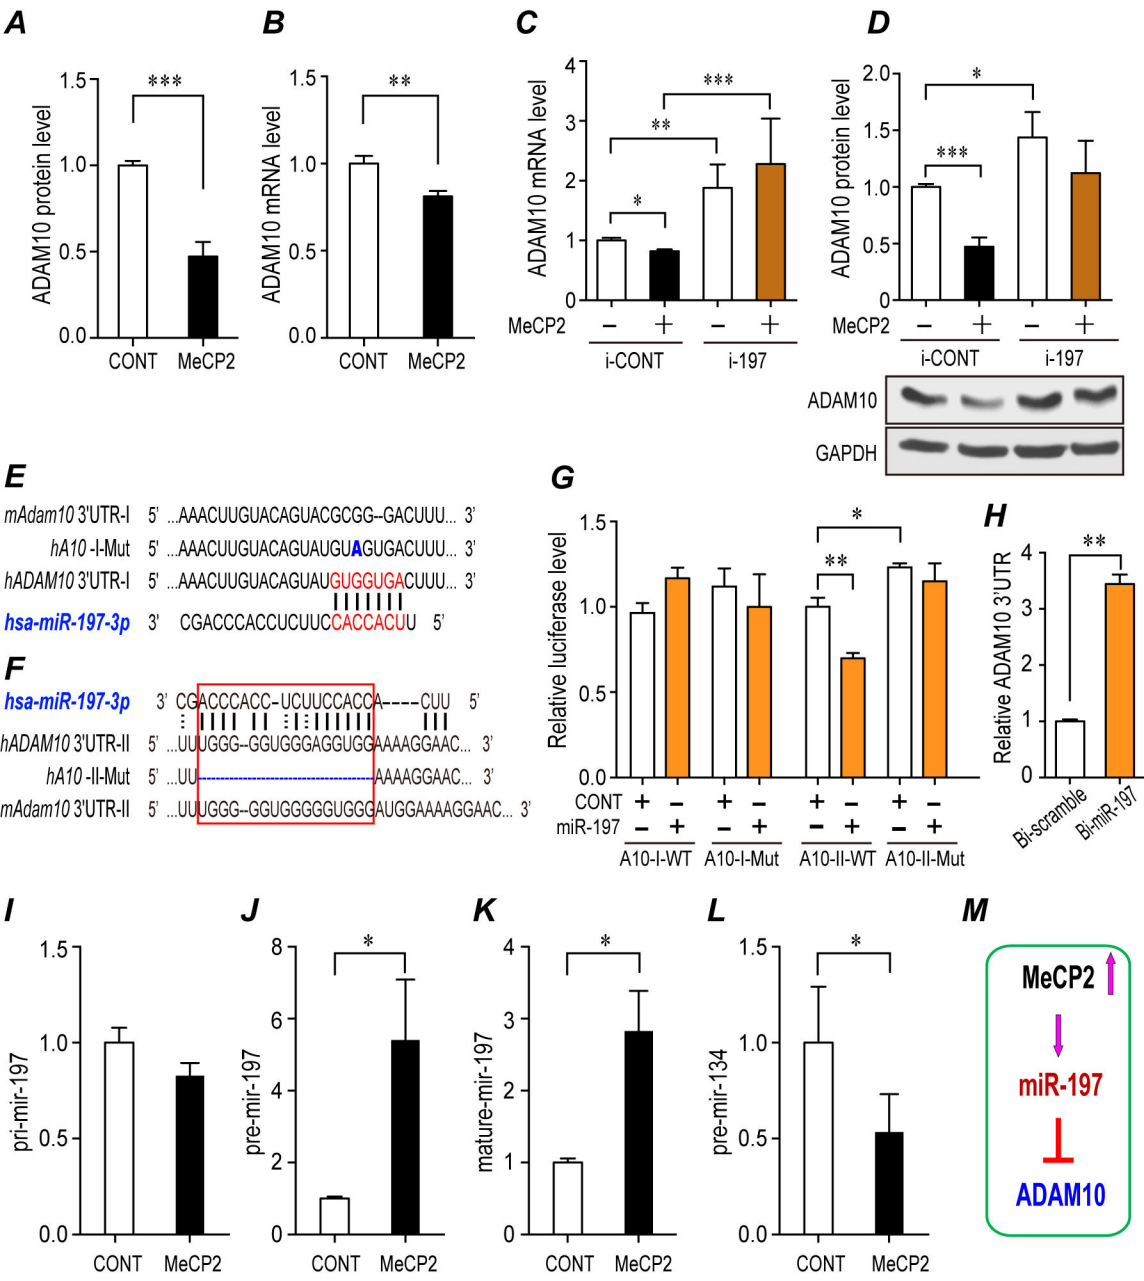 A
ADAM10 protein level
1.5
1.0
0.5
0.0
***
CONT MeCP2
B
ADAM10 mRNA level
1.5
1.0
0.5
0.0
**
CONT MeCP2
C
ADAM10 mRNA level
4
3
2
1
0
***
**
*
MeCP2 – + – +
i-CONT i-197
D
ADAM10 protein level
2.0
1.5
1.0
0.5
0
*
***
MeCP2 – + – +
i-CONT i-197
ADAM10
GAPDH
E
mAdam10 3'UTR-I 5' ...AAACUUGUACAGUACGCGG--GACUUU... 3'
hA10 -I-Mut 5' ...AAACUUGUACAGUAUGUAGUGACUUU... 3'
hADAM10 3'UTR-I 5' ...AAACUUGUACAGUAUGUGGUGACUUU... 3'
hsa-miR-197-3p 3' CGACCCACCUCUUCCACCACUU 5'
F
hsa-miR-197-3p 3' CGACCCACC-UCUUCCACCA----CUU 5'
hADAM10 3'UTR-II 5' ...UUUGGG--GGUGGGAGGUGGAAAAGGAAC... 3'
hA10 -II-Mut 5' ...UU-----------------------AAAAGGAAC... 3'
mAdam10 3'UTR-II 5' ...UUUUGGG--GGUGGGGGUGGGAUGGAAAAGGAAC... 3'
G
Relative luciferase level
1.5
1.0
0.5
0.0
*
**
CONT + – + – + – + –
miR-197 – + – + – + – +
A10-I-WT A10-I-Mut A10-II-WT A10-II-Mut
H
Relative ADAM10 3'UTR
4
3
2
1
0
**
Bi-scramble Bi-miR-197
I
pri-mir-197
1.5
1.0
0.5
0.0
CONT MeCP2
J
pre-mir-197
8
6
4
2
0
*
CONT MeCP2
K
mature-mir-197
4
3
2
1
0
*
CONT MeCP2
L
pre-mir-134
1.5
1.0
0.5
0.0
*
CONT MeCP2
M
MeCP2
miR-197
ADAM10